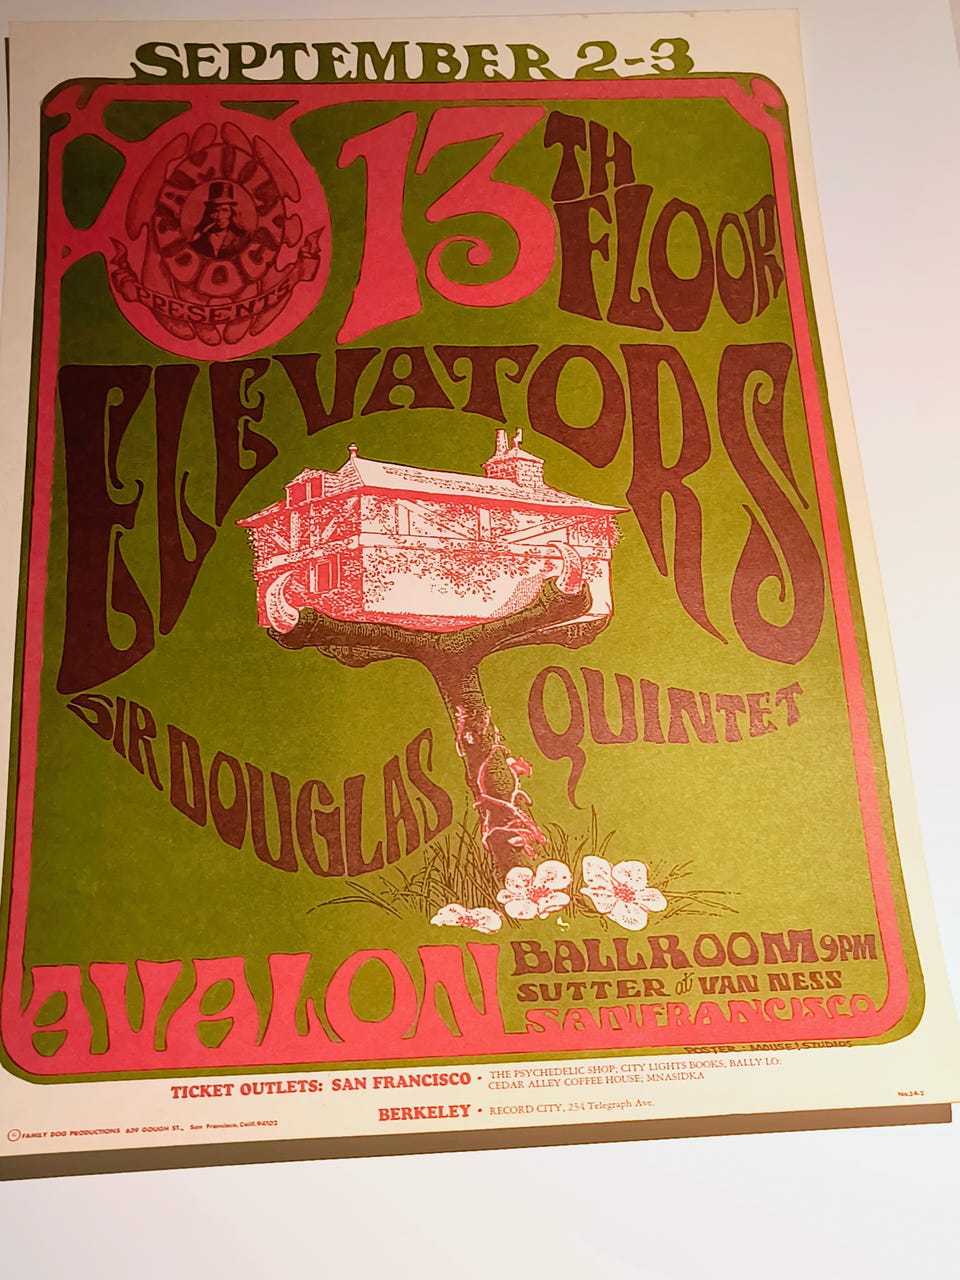 SEPTEMBER 2-3
FAMILY
DOG
PRESENTS
13
TH
FLOOR
ELEVATORS
SIR DOUGLAS
QUINTET
AVALON
BALLROOM 9PM
SUTTER at VAN NESS
SAN FRANCISCO
POSTER: MOUSE! STUDIOS
TICKET OUTLETS: SAN FRANCISCO • THE PSYCHEDELIC SHOP; CITY LIGHTS BOOKS; BALLY LO;
CEDAR ALLEY COFFEE HOUSE; MNASIDKA
BERKELEY • RECORD CITY, 234 Telegraph Ave.
© FAMILY DOG PRODUCTIONS 639 GOUGH ST., San Francisco, Calif. 94102
No.24-2